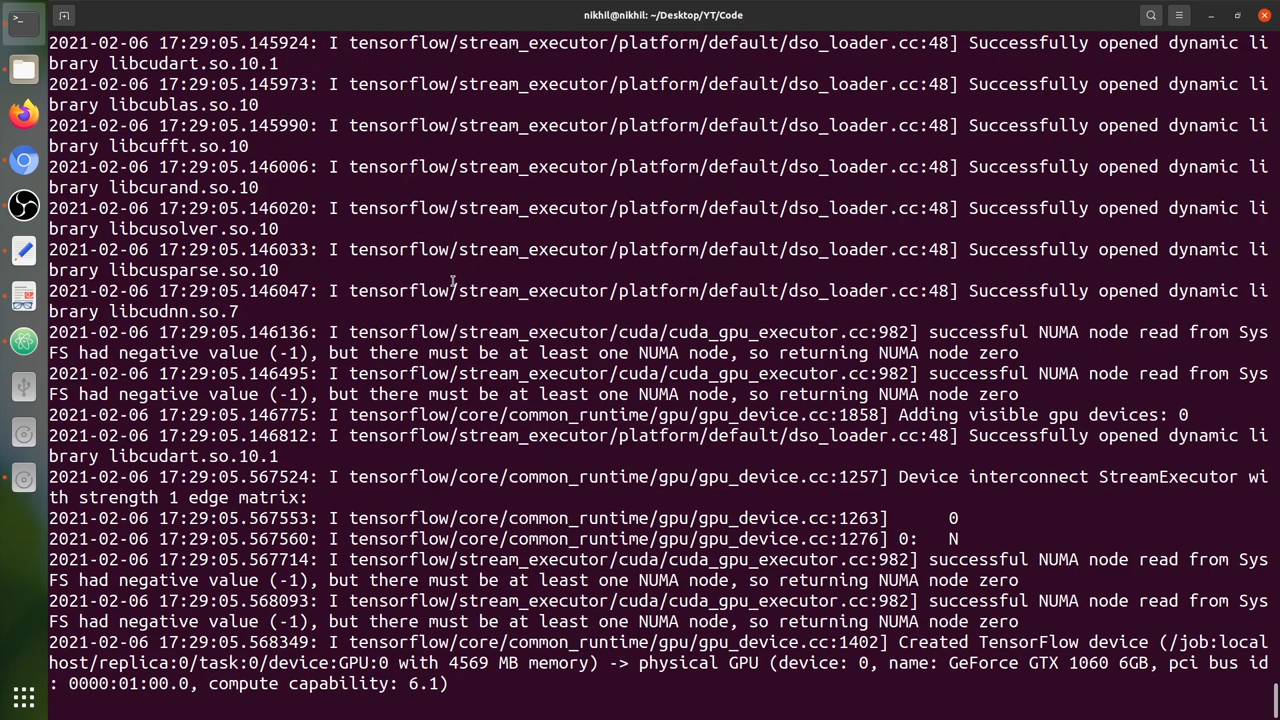 nikhil@nikhil: ~/Desktop/YT/Code
2021-02-06 17:29:05.145924: I tensorflow/stream_executor/platform/default/dso_loader.cc:48] Successfully opened dynamic li
brary libcudart.so.10.1
2021-02-06 17:29:05.145973: I tensorflow/stream_executor/platform/default/dso_loader.cc:48] Successfully opened dynamic li
brary libcublas.so.10
2021-02-06 17:29:05.145990: I tensorflow/stream_executor/platform/default/dso_loader.cc:48] Successfully opened dynamic li
brary libcufft.so.10
2021-02-06 17:29:05.146006: I tensorflow/stream_executor/platform/default/dso_loader.cc:48] Successfully opened dynamic li
brary libcurand.so.10
2021-02-06 17:29:05.146020: I tensorflow/stream_executor/platform/default/dso_loader.cc:48] Successfully opened dynamic li
brary libcusolver.so.10
2021-02-06 17:29:05.146033: I tensorflow/stream_executor/platform/default/dso_loader.cc:48] Successfully opened dynamic li
brary libcusparse.so.10
2021-02-06 17:29:05.146047: I tensorflow/stream_executor/platform/default/dso_loader.cc:48] Successfully opened dynamic li
brary libcudnn.so.7
2021-02-06 17:29:05.146136: I tensorflow/stream_executor/cuda/cuda_gpu_executor.cc:982] successful NUMA node read from Sys
FS had negative value (-1), but there must be at least one NUMA node, so returning NUMA node zero
2021-02-06 17:29:05.146495: I tensorflow/stream_executor/cuda/cuda_gpu_executor.cc:982] successful NUMA node read from Sys
FS had negative value (-1), but there must be at least one NUMA node, so returning NUMA node zero
2021-02-06 17:29:05.146775: I tensorflow/core/common_runtime/gpu/gpu_device.cc:1858] Adding visible gpu devices: 0
2021-02-06 17:29:05.146812: I tensorflow/stream_executor/platform/default/dso_loader.cc:48] Successfully opened dynamic li
brary libcudart.so.10.1
2021-02-06 17:29:05.567524: I tensorflow/core/common_runtime/gpu/gpu_device.cc:1257] Device interconnect StreamExecutor wi
th strength 1 edge matrix:
2021-02-06 17:29:05.567553: I tensorflow/core/common_runtime/gpu/gpu_device.cc:1263]      0
2021-02-06 17:29:05.567560: I tensorflow/core/common_runtime/gpu/gpu_device.cc:1276] 0:   N
2021-02-06 17:29:05.567714: I tensorflow/stream_executor/cuda/cuda_gpu_executor.cc:982] successful NUMA node read from Sys
FS had negative value (-1), but there must be at least one NUMA node, so returning NUMA node zero
2021-02-06 17:29:05.568093: I tensorflow/stream_executor/cuda/cuda_gpu_executor.cc:982] successful NUMA node read from Sys
FS had negative value (-1), but there must be at least one NUMA node, so returning NUMA node zero
2021-02-06 17:29:05.568349: I tensorflow/core/common_runtime/gpu/gpu_device.cc:1402] Created TensorFlow device (/job:local
host/replica:0/task:0/device:GPU:0 with 4569 MB memory) -> physical GPU (device: 0, name: GeForce GTX 1060 6GB, pci bus id
: 0000:01:00.0, compute capability: 6.1)